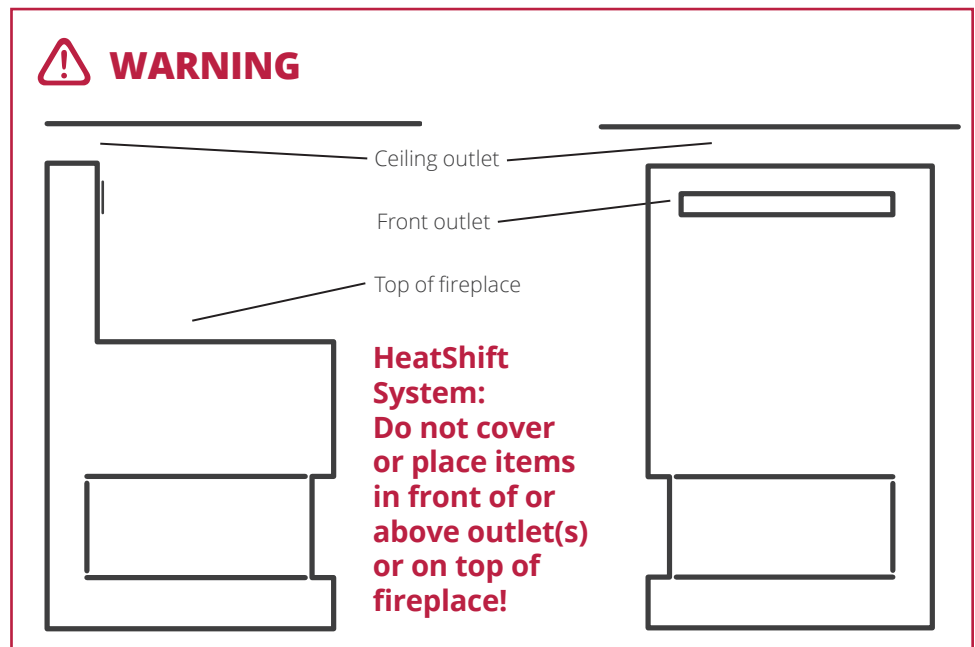 WARNING
Ceiling outlet
Front outlet
Top of fireplace
HeatShift
System:
Do not cover
or place items
in front of or
above outlet(s)
or on top of
fireplace!